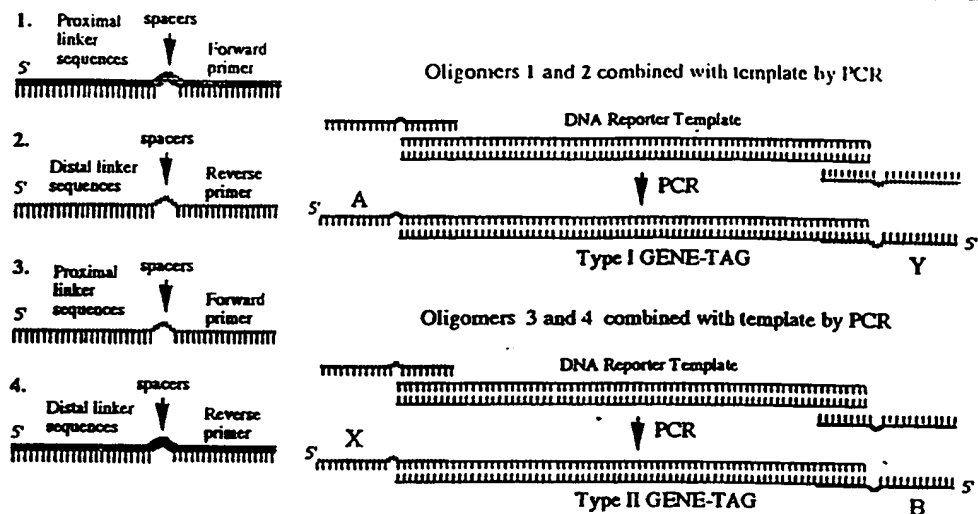 1.
Proximal linker sequences
spacers
Forward primer
5'
2.
spacers
Distal linker sequences
Reverse primer
5'
3.
Proximal linker sequences
spacers
Forward primer
5'
4.
spacers
Distal linker sequences
Reverse primer
5'
Oligomers 1 and 2 combined with template by PCR
DNA Reporter Template
PCR
5'
A
5'
Type I GENE-TAG
Y
Oligomers 3 and 4 combined with template by PCR
DNA Reporter Template
PCR
X
5'
5'
Type II GENE-TAG
B